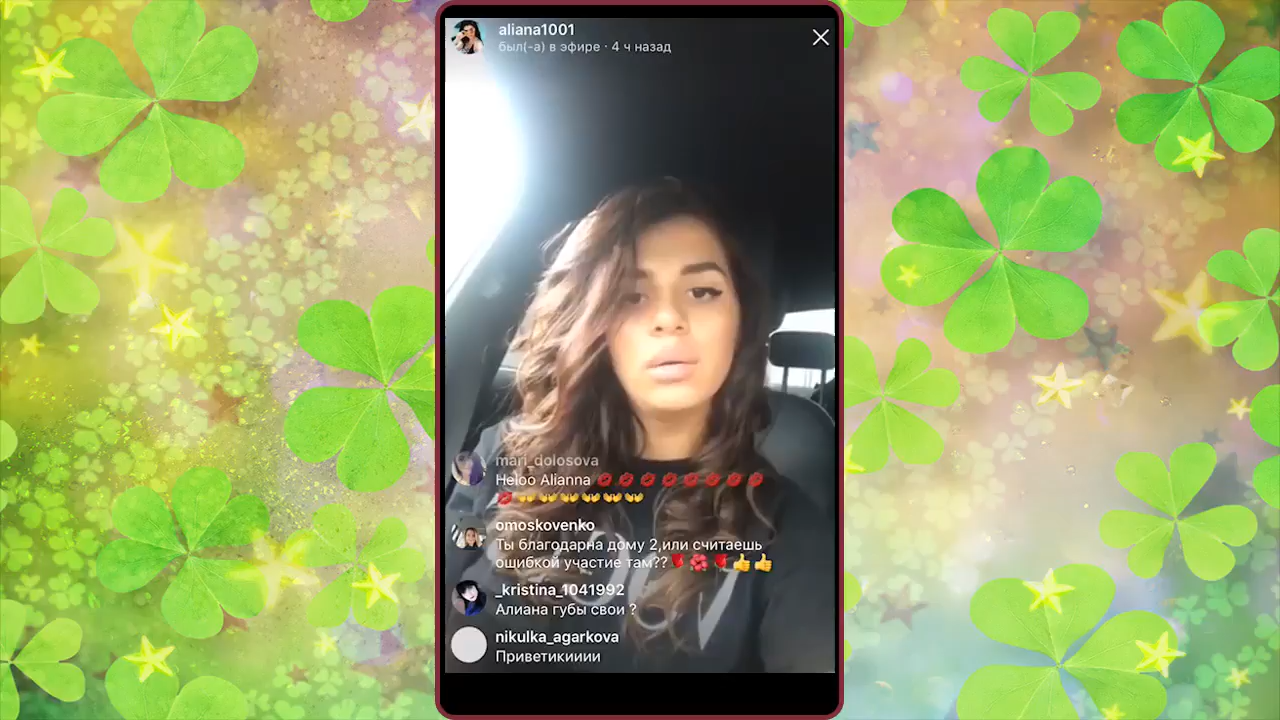 aliana1001
был(-а) в эфире · 4 ч назад
mari_dolosova
Heloo Alianna 💋💋💋💋💋💋💋💋
💋👐👐👐👐👐👐
omoskovenko
Ты благодарна дому 2,или считаешь
ошибкой участие там??🌹🌺🌹👍👍
_kristina_1041992
Алиана губы свои ?
nikulka_agarkova
Приветикииии